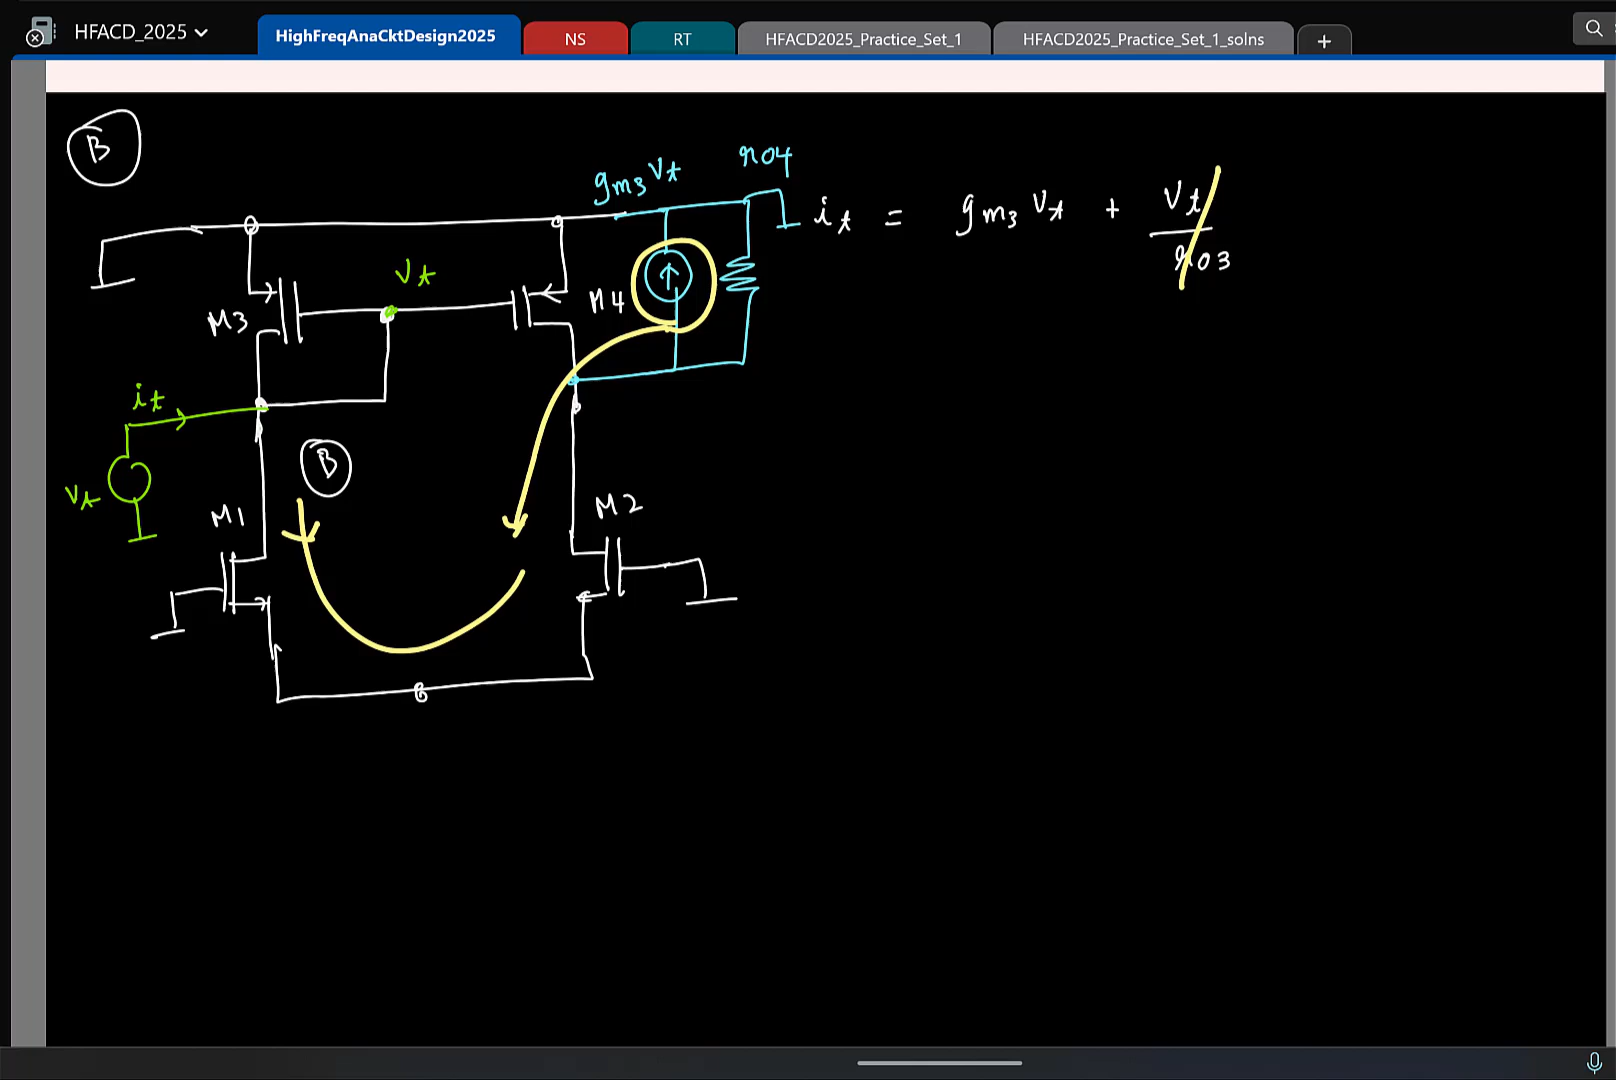 HFACD_2025
HighFreqAnaCktDesign2025
NS
RT
HFACD2025_Practice_Set_1
HFACD2025_Practice_Set_1_solns
+
B
gm3 Vt
ro4
it = gm3 Vt + Vt/ro3
Vt
M3
M4
it
B
Vt
M1
M2